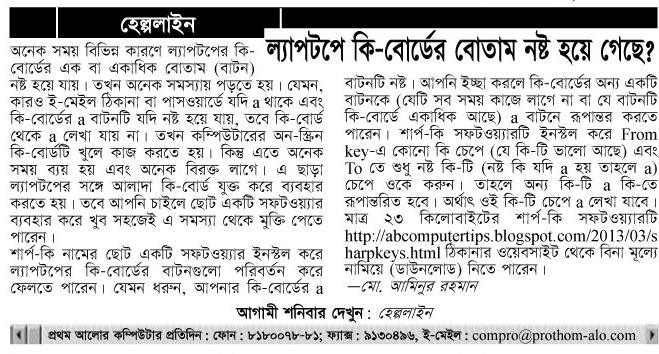 হেল্পলাইন
ল্যাপটপে কি-বোর্ডের বোতাম নষ্ট হয়ে গেছে?
অনেক সময় বিভিন্ন কারণে ল্যাপটপের কি-
বোর্ডের এক বা একাধিক বোতাম (বাটন)
নষ্ট হয়ে যায়। তখন অনেক সমস্যায় পড়তে হয়। যেমন,
কারও ই-মেইল ঠিকানা বা পাসওয়ার্ডে যদি a থাকে এবং
কি-বোর্ডের a বাটনটি যদি নষ্ট হয়ে যায়, তবে কি-বোর্ড
থেকে a লেখা যায় না। তখন কম্পিউটারের অন-স্ক্রিন
কি-বোর্ডটি খুলে কাজ করতে হয়। কিন্তু এতে অনেক
সময় ব্যয় হয় এবং অনেক বিরক্ত লাগে। এ ছাড়া
ল্যাপটপের সঙ্গে আলাদা কি-বোর্ড যুক্ত করে ব্যবহার
করতে হয়। তবে আপনি চাইলে ছোট একটি সফটওয়্যার
ব্যবহার করে খুব সহজেই এ সমস্যা থেকে মুক্তি পেতে
পারেন।
শার্প-কি নামের ছোট একটি সফটওয়্যার ইনস্টল করে
ল্যাপটপের কি-বোর্ডের বাটনগুলো পরিবর্তন করে
ফেলতে পারেন। যেমন ধরুন, আপনার কি-বোর্ডের a
বাটনটি নষ্ট। আপনি ইচ্ছা করলে কি-বোর্ডের অন্য একটি
বাটনকে (যেটি সব সময় কাজে লাগে না বা যে বাটনটি
কি-বোর্ডে একাধিক আছে) a বাটনে রূপান্তর করতে
পারেন। শার্প-কি সফটওয়্যারটি ইনস্টল করে From
key-এ কোনো কি চেপে (যে কি-টি ভালো আছে) এবং
To তে শুধু নষ্ট কি-টি (নষ্ট কি যদি a হয় তাহলে a)
চেপে ওকে করুন। তাহলে অন্য কি-টি a কি-তে
রূপান্তরিত হবে। অর্থাৎ ওই কি-টি চেপে a লেখা যাবে।
মাত্র ২৩ কিলোবাইটের শার্প-কি সফটওয়্যারটি
http://abcomputertips.blogspot.com/2013/03/s
harpkeys.html ঠিকানার ওয়েবসাইট থেকে বিনা মূল্যে
নামিয়ে (ডাউনলোড) নিতে পারেন।
—মো. আমিনুর রহমান
আগামী শনিবার দেখুন : হেল্পলাইন
প্রথম আলোর কম্পিউটার প্রতিদিন : ফোন : ৮১৮০০৭৮-৮১; ফ্যাক্স : ৯১৩০৪৯৬, ই-মেইল : compro@prothom-alo.com